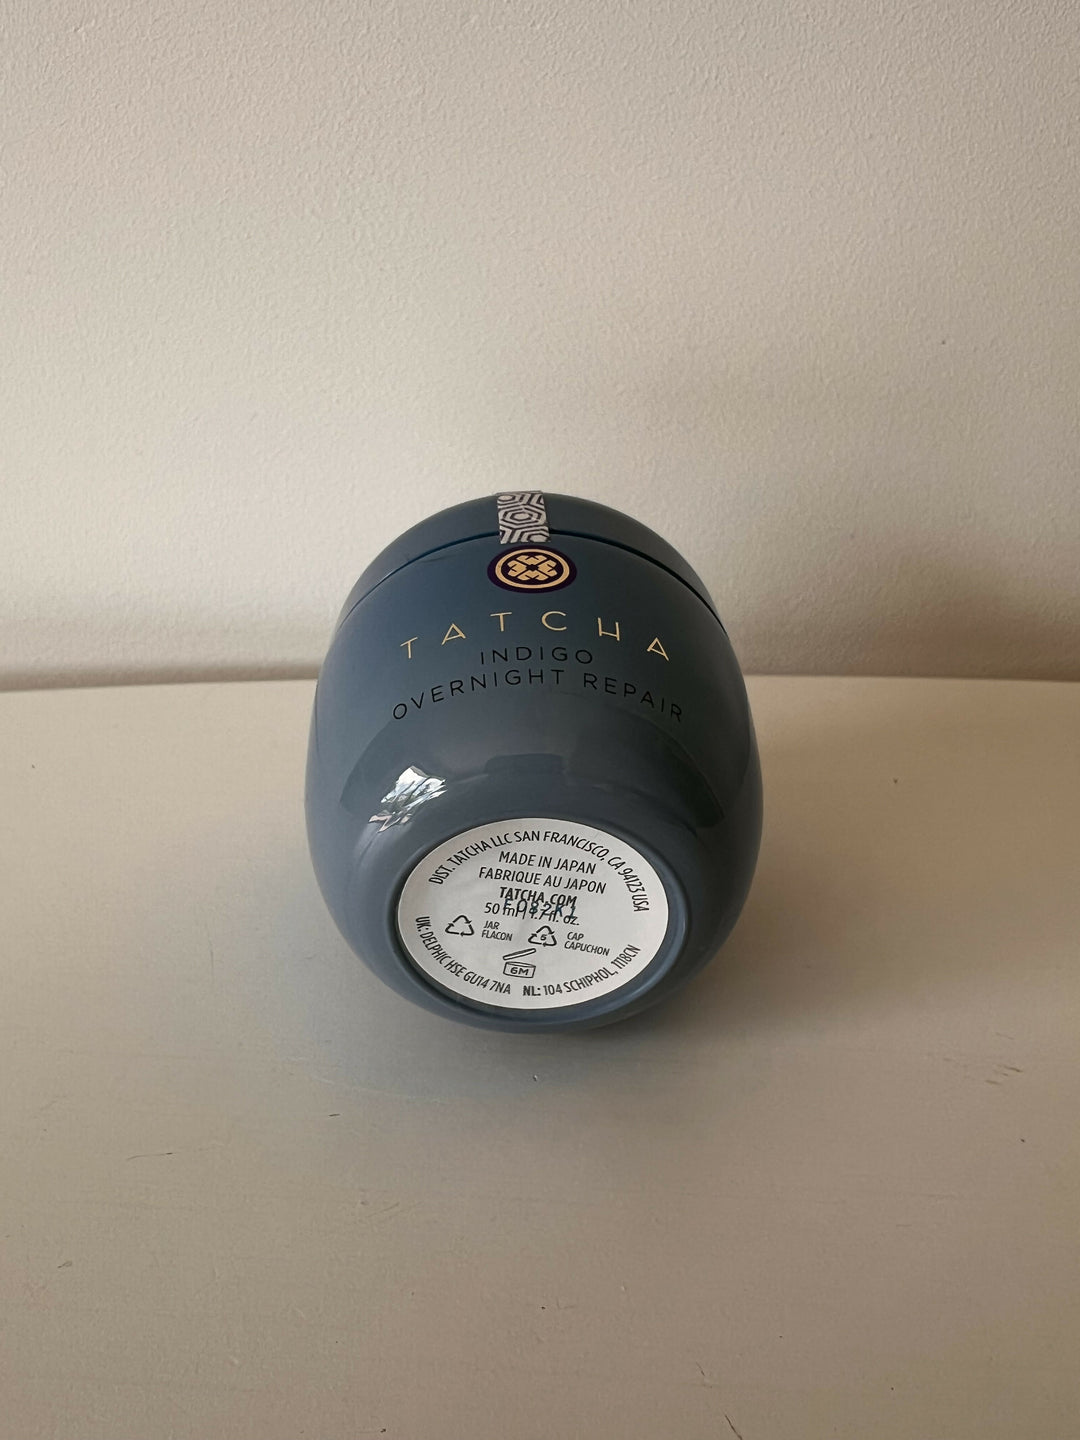 TATCHA
INDIGO
OVERNIGHT REPAIR
DIST. TATCHA LLC SAN FRANCISCO, CA 94123 USA
MADE IN JAPAN
FABRIQUE AU JAPON
TATCHA.COM
50 ml | 1.7 fl. oz.
JAR
FLACON
5
CAP
CAPUCHON
6M
UK: DELPHIC HSE GU14 7NA NL: 104 SCHIPHOL, 1118CN